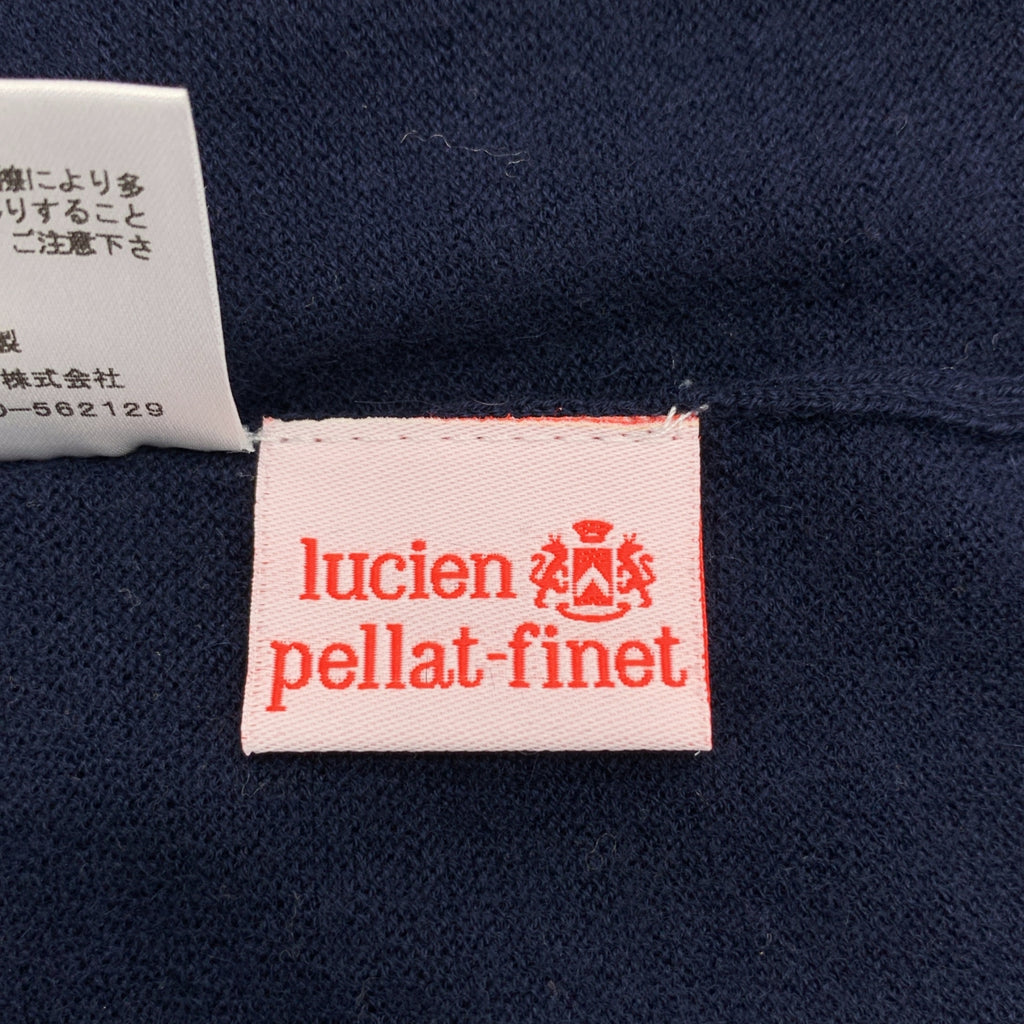 擦により多
りすること
ご注意下さ
製
株式会社
0-562129
lucien
pellat-finet